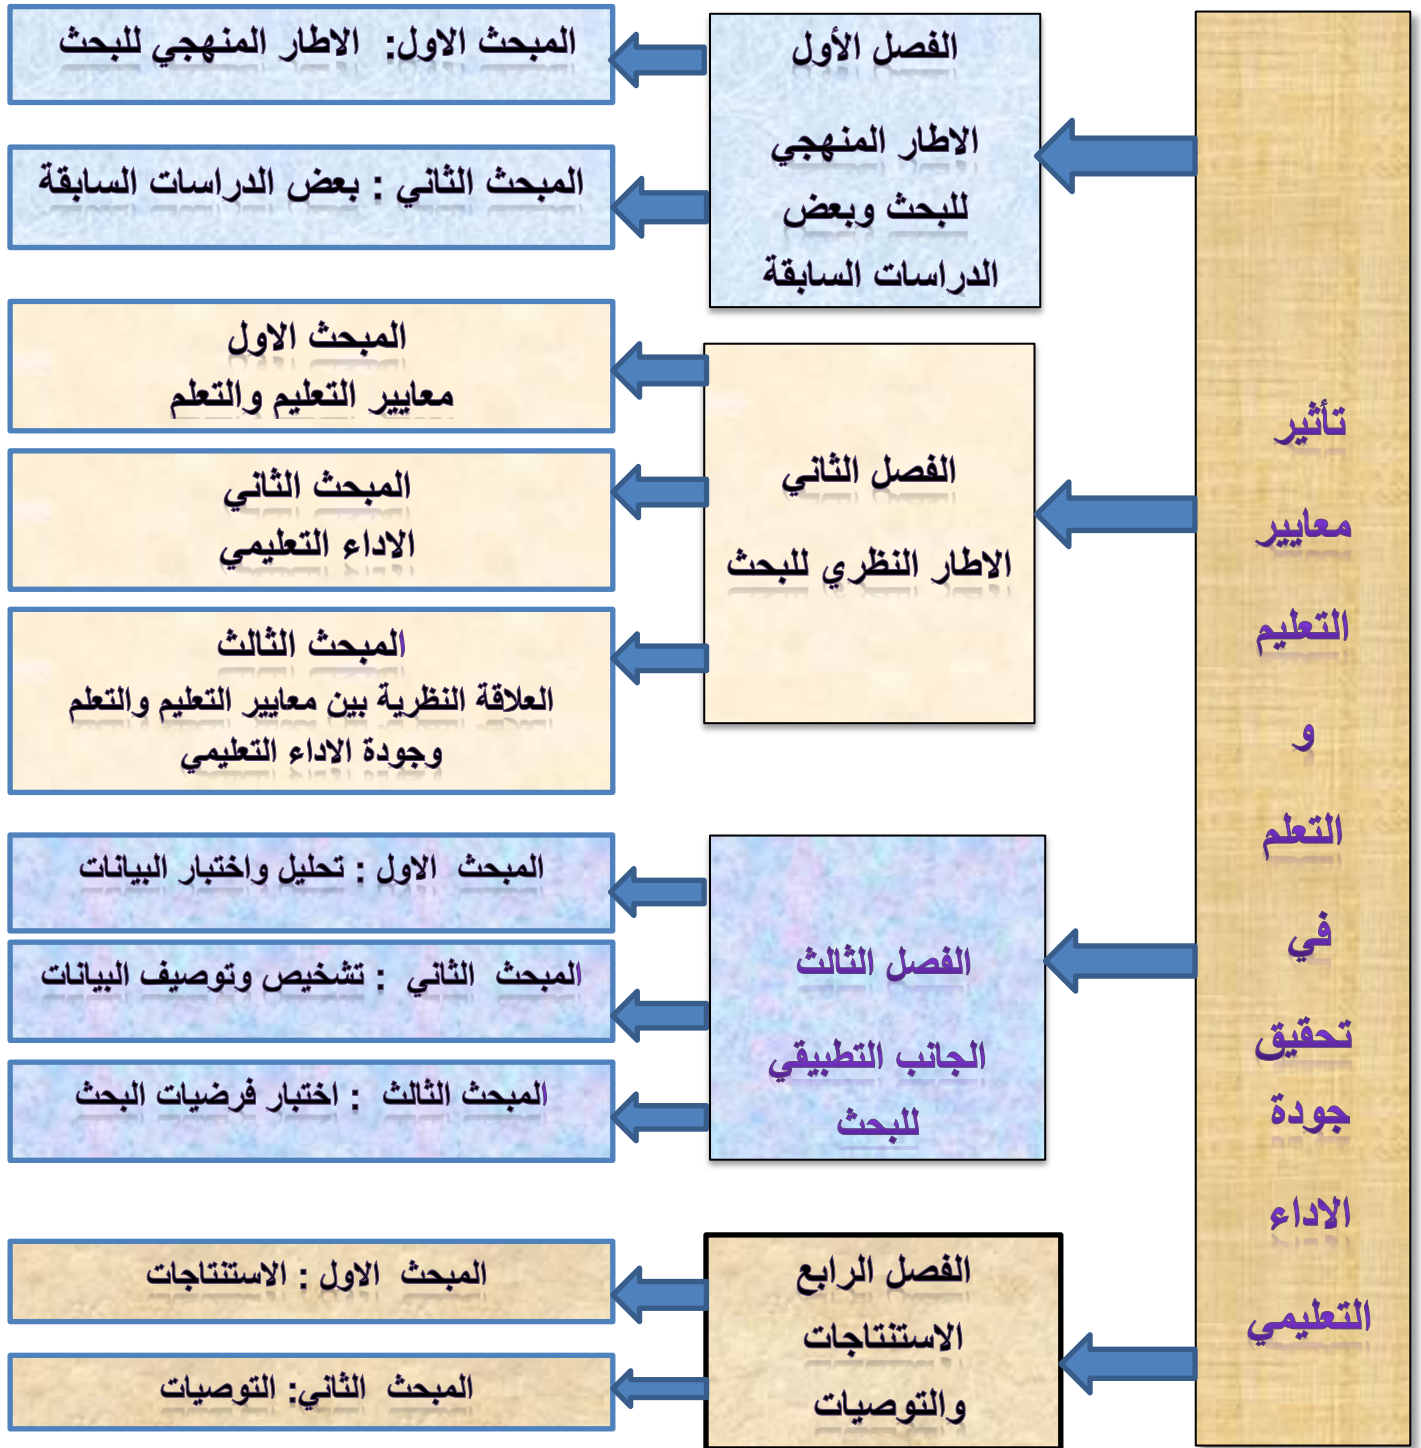 تأثير
معايير
التعليم
و
التعلم
في
تحقيق
جودة
الاداء
التعليمي
الفصل الأول
الاطار المنهجي
للبحث وبعض
الدراسات السابقة
المبحث الاول: الاطار المنهجي للبحث
المبحث الثاني : بعض الدراسات السابقة
الفصل الثاني
الاطار النظري للبحث
المبحث الاول
معايير التعليم والتعلم
المبحث الثاني
الاداء التعليمي
المبحث الثالث
العلاقة النظرية بين معايير التعليم والتعلم
وجودة الاداء التعليمي
الفصل الثالث
الجانب التطبيقي
للبحث
المبحث الاول : تحليل واختبار البيانات
المبحث الثاني : تشخيص وتوصيف البيانات
المبحث الثالث : اختبار فرضيات البحث
الفصل الرابع
الاستنتاجات
والتوصيات
المبحث الاول : الاستنتاجات
المبحث الثاني: التوصيات